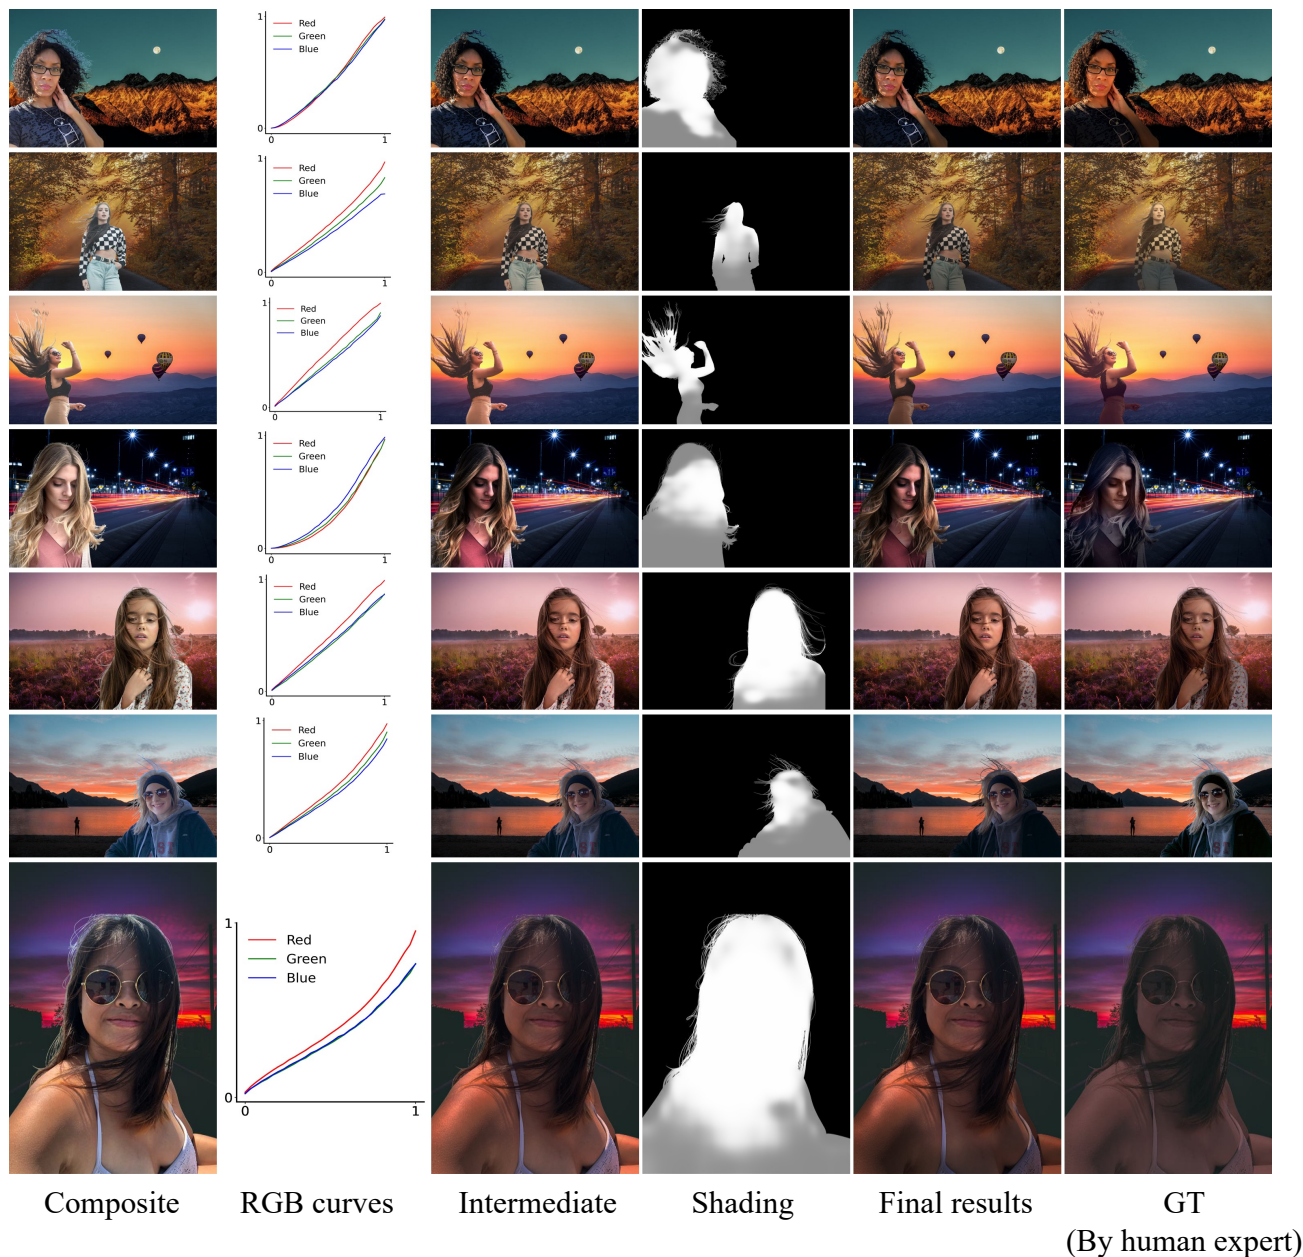 1
Red
Green
Blue
0
0
1
1
Red
Green
Blue
0
0
1
1
Red
Green
Blue
0
0
1
1
Red
Green
Blue
0
0
1
1
Red
Green
Blue
0
0
1
1
Red
Green
Blue
0
0
1
1
Red
Green
Blue
0
0
1
Composite
RGB curves
Intermediate
Shading
Final results
GT
(By human expert)